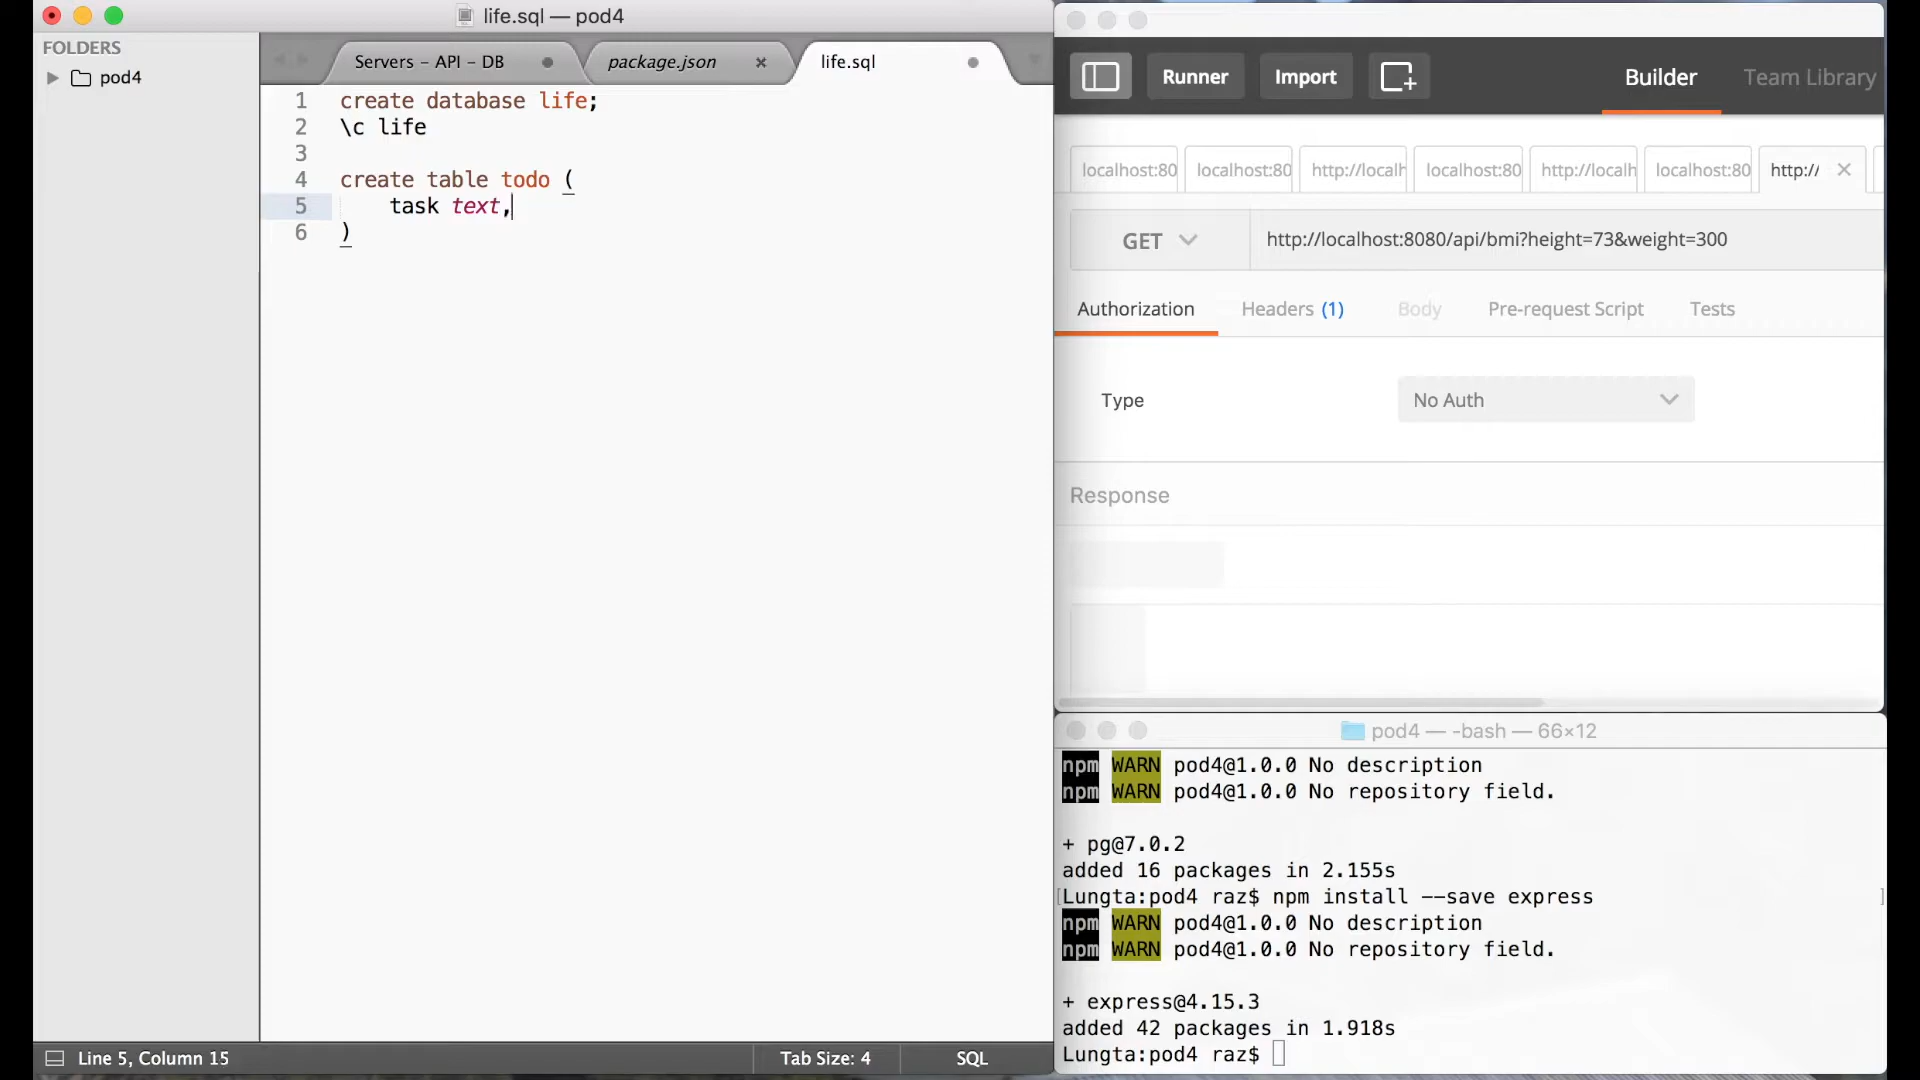 life.sql — pod4
FOLDERS
pod4
Servers - API - DB
package.json
life.sql
1 create database life;
2 \c life
3
4 create table todo (
5 task text,
6 )
Line 5, Column 15
Tab Size: 4
SQL
Runner
Import
Builder
Team Library
localhost:80
localhost:80
http://localh
localhost:80
http://localh
localhost:80
http://
GET
http://localhost:8080/api/bmi?height=73&weight=300
Authorization
Headers (1)
Body
Pre-request Script
Tests
Type
No Auth
Response
pod4 — -bash — 66×12
npm WARN pod4@1.0.0 No description
npm WARN pod4@1.0.0 No repository field.
+ pg@7.0.2
added 16 packages in 2.155s
[Lungta:pod4 raz$ npm install --save express ]
npm WARN pod4@1.0.0 No description
npm WARN pod4@1.0.0 No repository field.
+ express@4.15.3
added 42 packages in 1.918s
Lungta:pod4 raz$